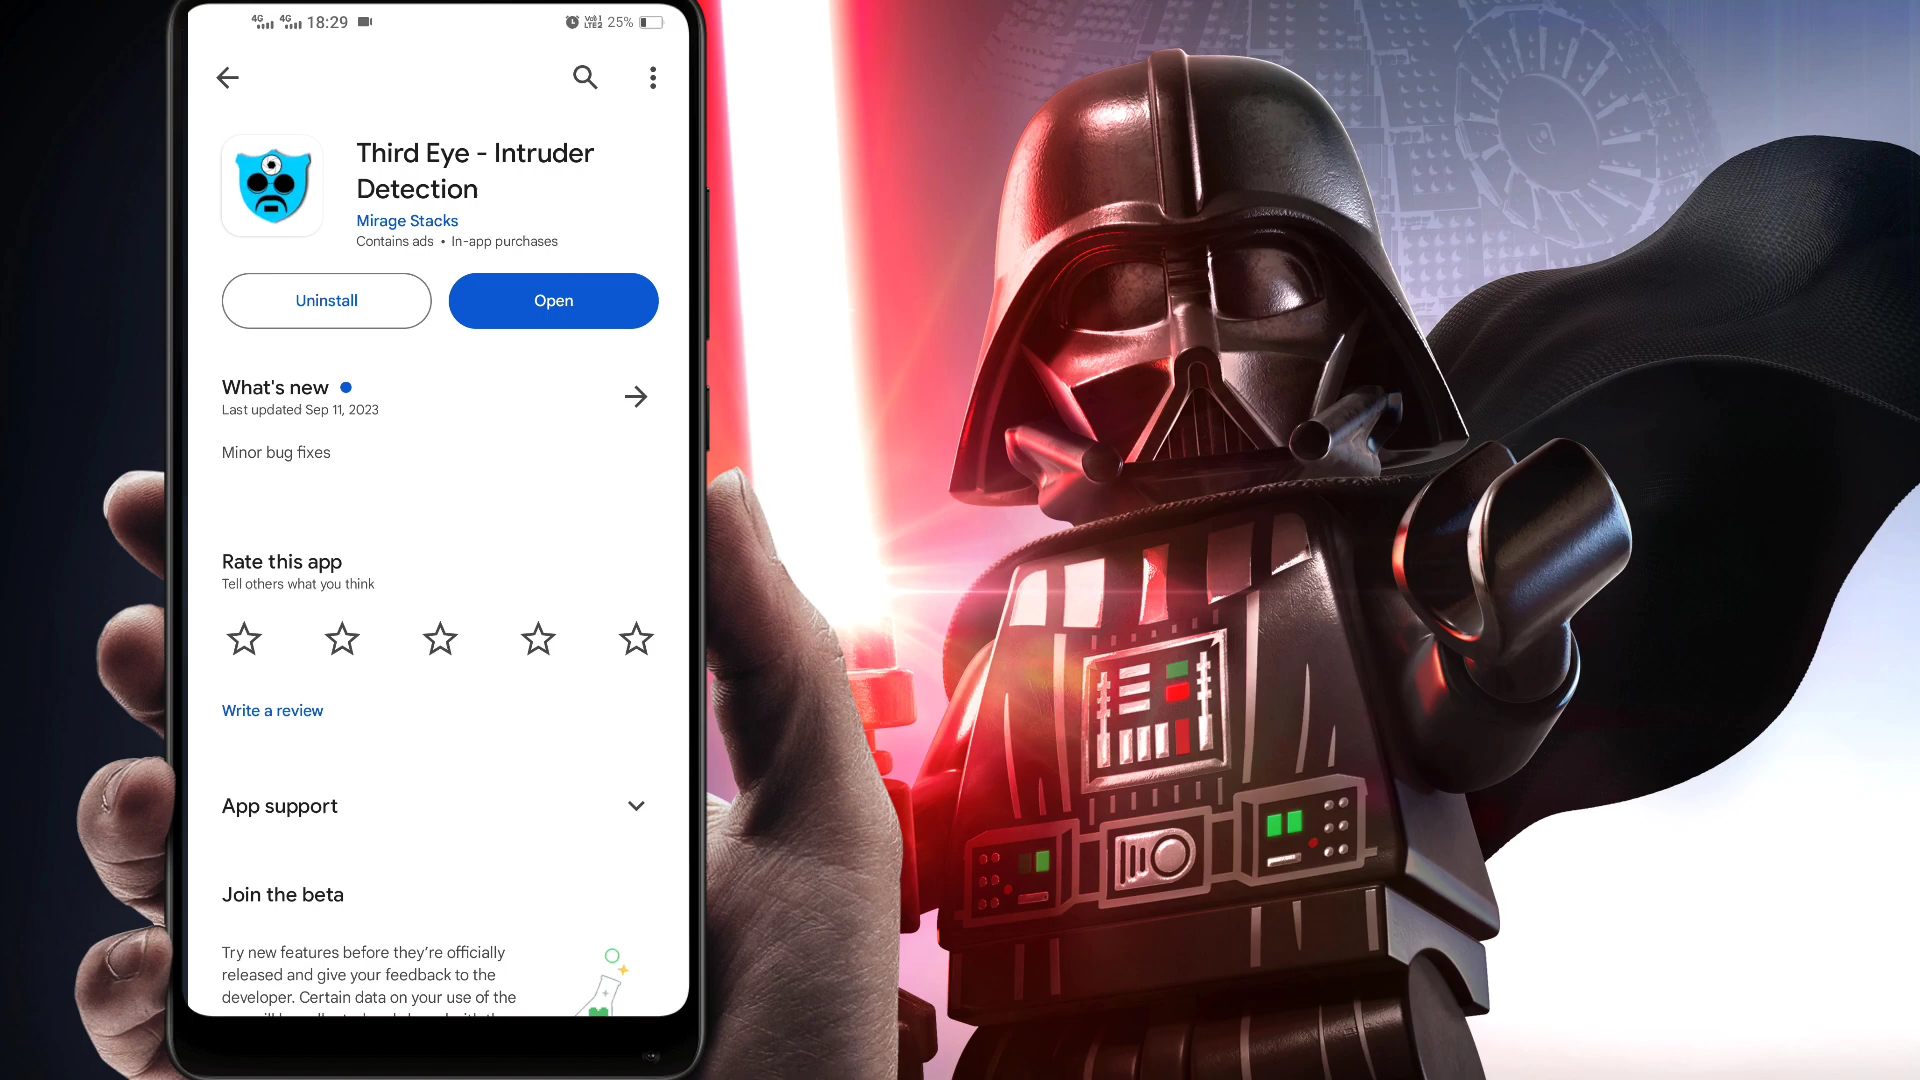 4G 4G 18:29 25%
Third Eye - Intruder
Detection
Mirage Stacks
Contains ads • In-app purchases
Uninstall
Open
What's new
Last updated Sep 11, 2023
Minor bug fixes
Rate this app
Tell others what you think
Write a review
App support
Join the beta
Try new features before they're officially
released and give your feedback to the
developer. Certain data on your use of the